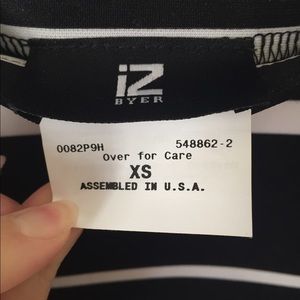 iZ
BYER
0082P9H 548862-2
Over for Care
XS
ASSEMBLED IN U.S.A.